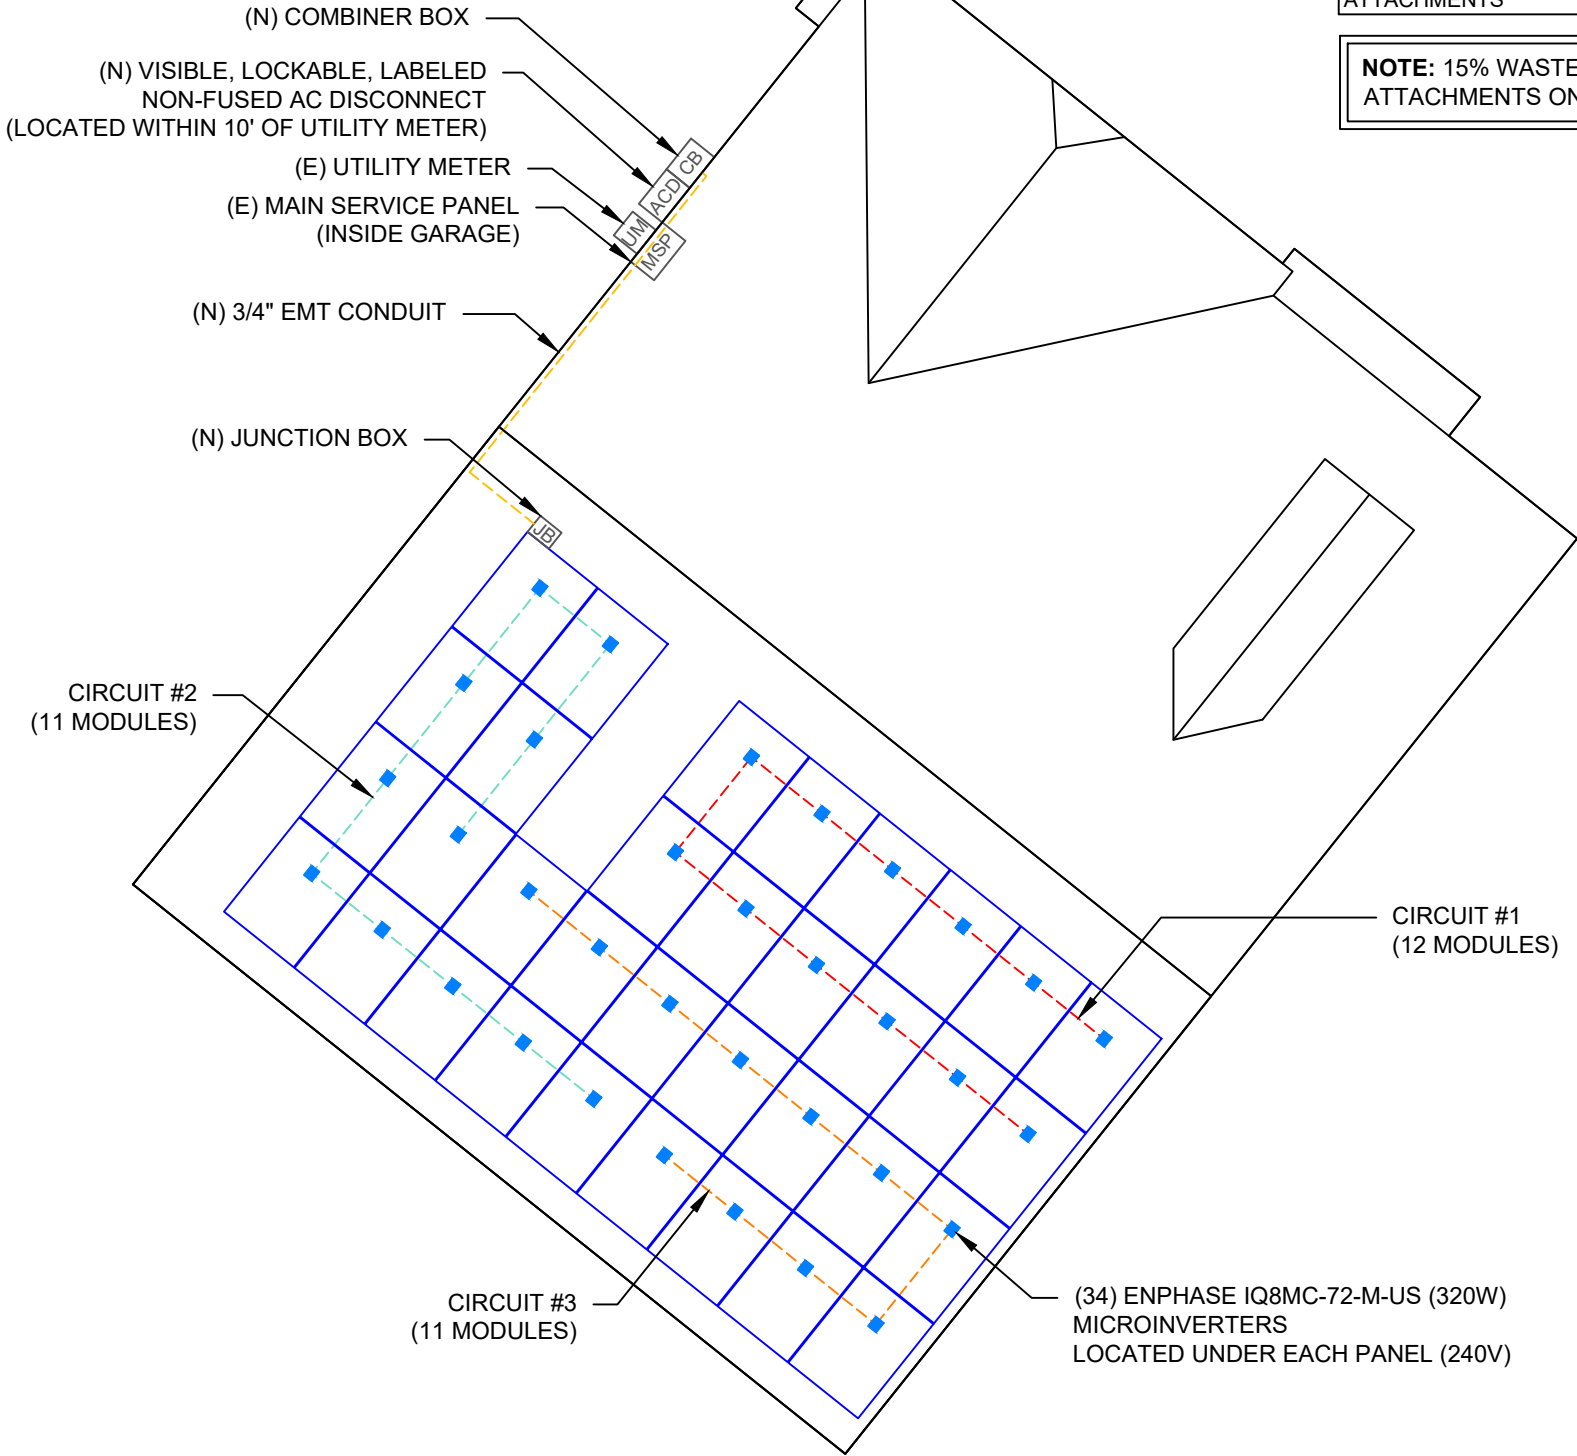 (N) COMBINER BOX
ATTACHMENTS
(N) VISIBLE, LOCKABLE, LABELED
NON-FUSED AC DISCONNECT
(LOCATED WITHIN 10' OF UTILITY METER)
NOTE: 15% WASTE
ATTACHMENTS ON
(E) UTILITY METER
(E) MAIN SERVICE PANEL
(INSIDE GARAGE)
CB
ACD
UM
MSP
(N) 3/4" EMT CONDUIT
(N) JUNCTION BOX
JB
CIRCUIT #2
(11 MODULES)
CIRCUIT #1
(12 MODULES)
CIRCUIT #3
(11 MODULES)
(34) ENPHASE IQ8MC-72-M-US (320W)
MICROINVERTERS
LOCATED UNDER EACH PANEL (240V)